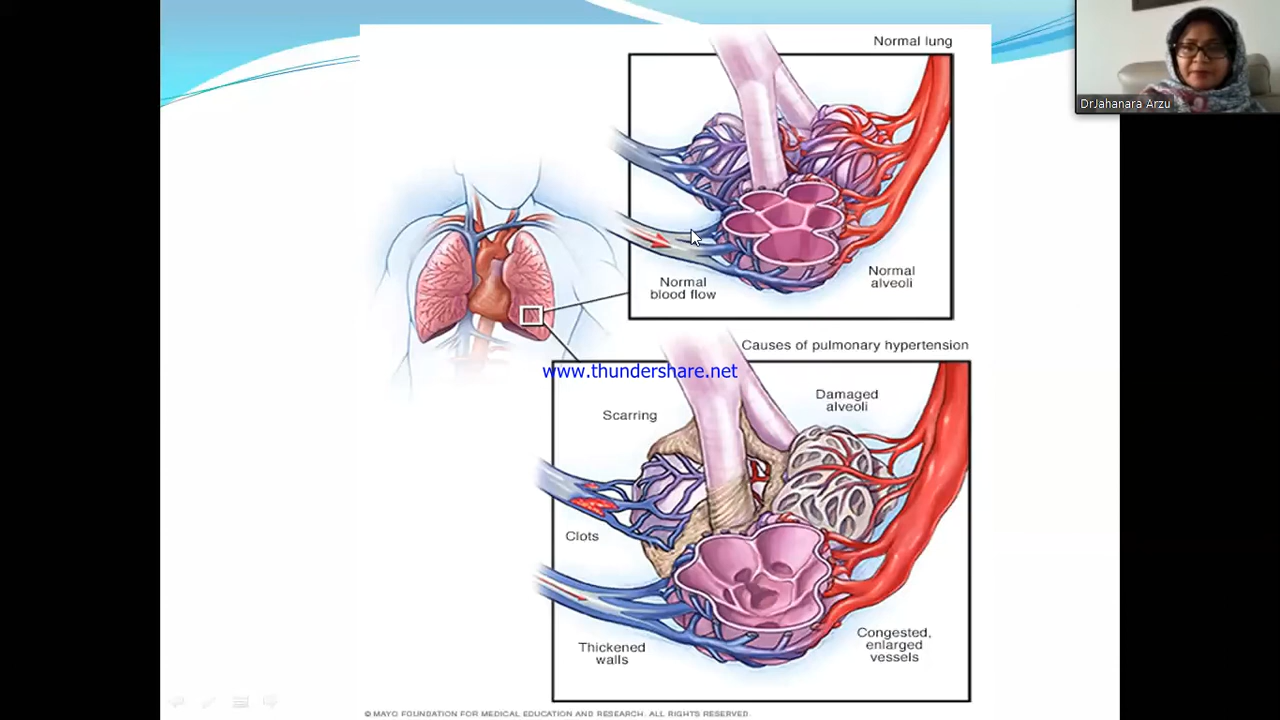 Normal lung
DrJahanara Arzu
Normal
blood flow
Normal
alveoli
Causes of pulmonary hypertension
www.thundershare.net
Damaged
alveoli
Scarring
Clots
Thickened
walls
Congested,
enlarged
vessels
© MAYO FOUNDATION FOR MEDICAL EDUCATION AND RESEARCH. ALL RIGHTS RESERVED.